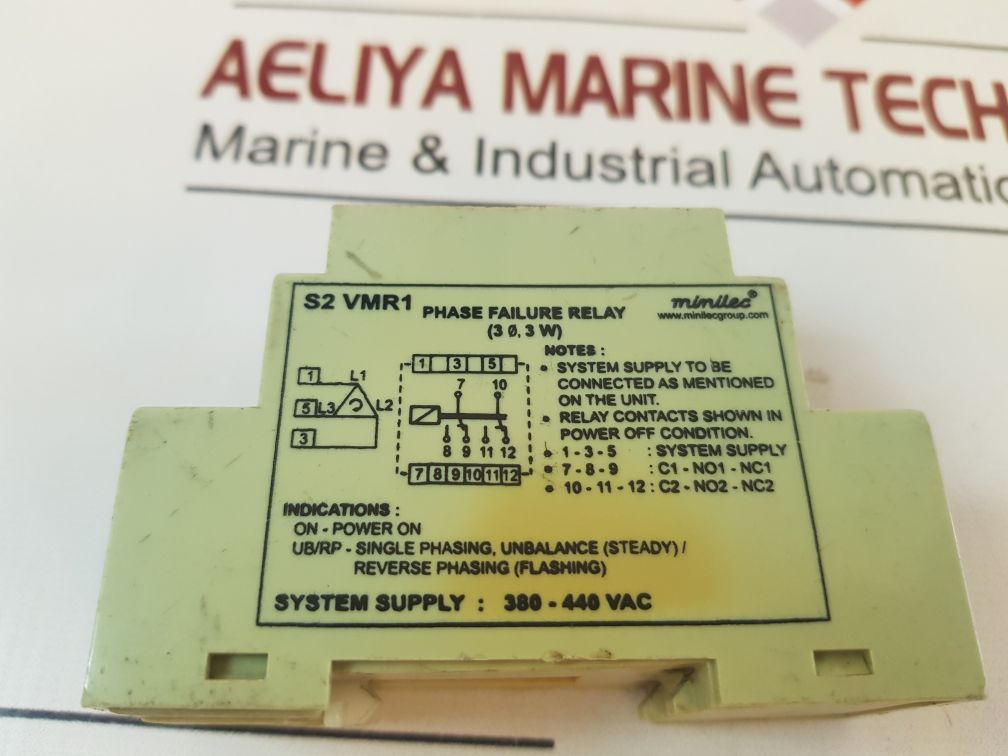 AELIYA MARINE TECH
Marine & Industrial Automatic
S2 VMR1
minilec®
www.minilecgroup.com
PHASE FAILURE RELAY
(3 Ø, 3 W)
1 L1
5 L3 L2
3
1 3 5
7 10
8 9 11 12
7 8 9 10 11 12
NOTES :
• SYSTEM SUPPLY TO BE
CONNECTED AS MENTIONED
ON THE UNIT.
• RELAY CONTACTS SHOWN IN
POWER OFF CONDITION.
• 1 - 3 - 5 : SYSTEM SUPPLY
• 7 - 8 - 9 : C1 - NO1 - NC1
• 10 - 11 - 12 : C2 - NO2 - NC2
INDICATIONS :
ON - POWER ON
UB/RP - SINGLE PHASING, UNBALANCE (STEADY) /
REVERSE PHASING (FLASHING)
SYSTEM SUPPLY : 380 - 440 VAC